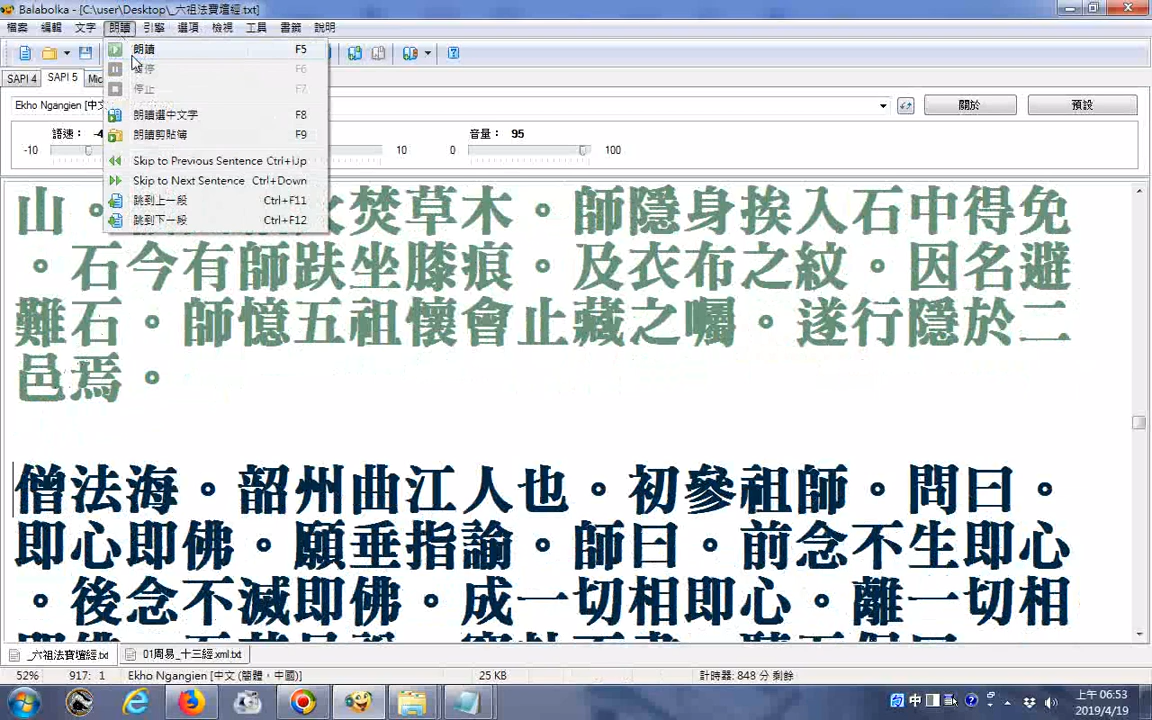 Balabolka - [C:\user\Desktop\_六祖法寶壇經.txt]
檔案 編輯 文字 朗讀 引擎 選項 檢視 工具 書籤 說明
朗讀 F5
暫停 F6
停止 F7
朗讀選中文字 F8
朗讀剪貼簿 F9
Skip to Previous Sentence Ctrl+Up
Skip to Next Sentence Ctrl+Down
跳到上一段 Ctrl+F11
跳到下一段 Ctrl+F12
SAPI 4 SAPI 5 Mic
Ekho Ngangien [中文 關於 預設
語速： -4 音量： 95
-10 10 0 100
山。 火焚草木。師隱身挨入石中得免
。石今有師趺坐膝痕。及衣布之紋。因名避
難石。師憶五祖懷會止藏之囑。遂行隱於二
邑焉。
僧法海。韶州曲江人也。初參祖師。問曰。
即心即佛。願垂指諭。師曰。前念不生即心
。後念不滅即佛。成一切相即心。離一切相
_六祖法寶壇經.txt 01周易_十三經.xml.txt
52% 917: 1 Ekho Ngangien [中文 (簡體，中國)] 25 KB 計時器: 848 分 剩餘
中
上午 06:53
2019/4/19